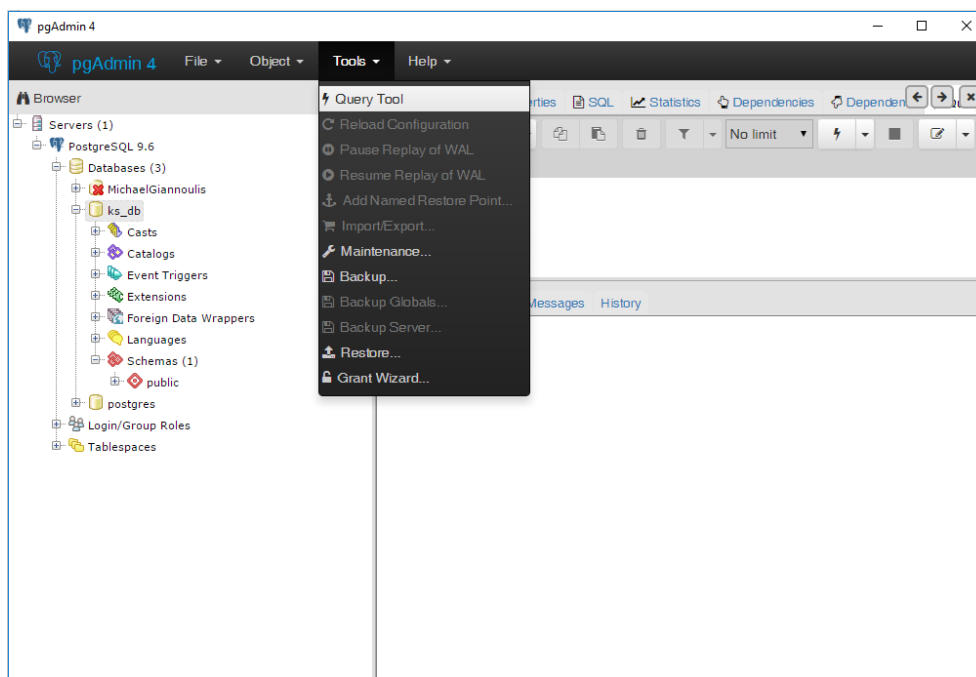 pgAdmin 4
pgAdmin 4 File Object Tools Help
Browser
Servers (1)
PostgreSQL 9.6
Databases (3)
MichaelGiannoulis
ks_db
Casts
Catalogs
Event Triggers
Extensions
Foreign Data Wrappers
Languages
Schemas (1)
public
postgres
Login/Group Roles
Tablespaces
Query Tool
Reload Configuration
Pause Replay of WAL
Resume Replay of WAL
Add Named Restore Point...
Import/Export...
Maintenance...
Backup...
Backup Globals...
Backup Server...
Restore...
Grant Wizard...
erties SQL Statistics Dependencies Dependen
No limit
Messages History